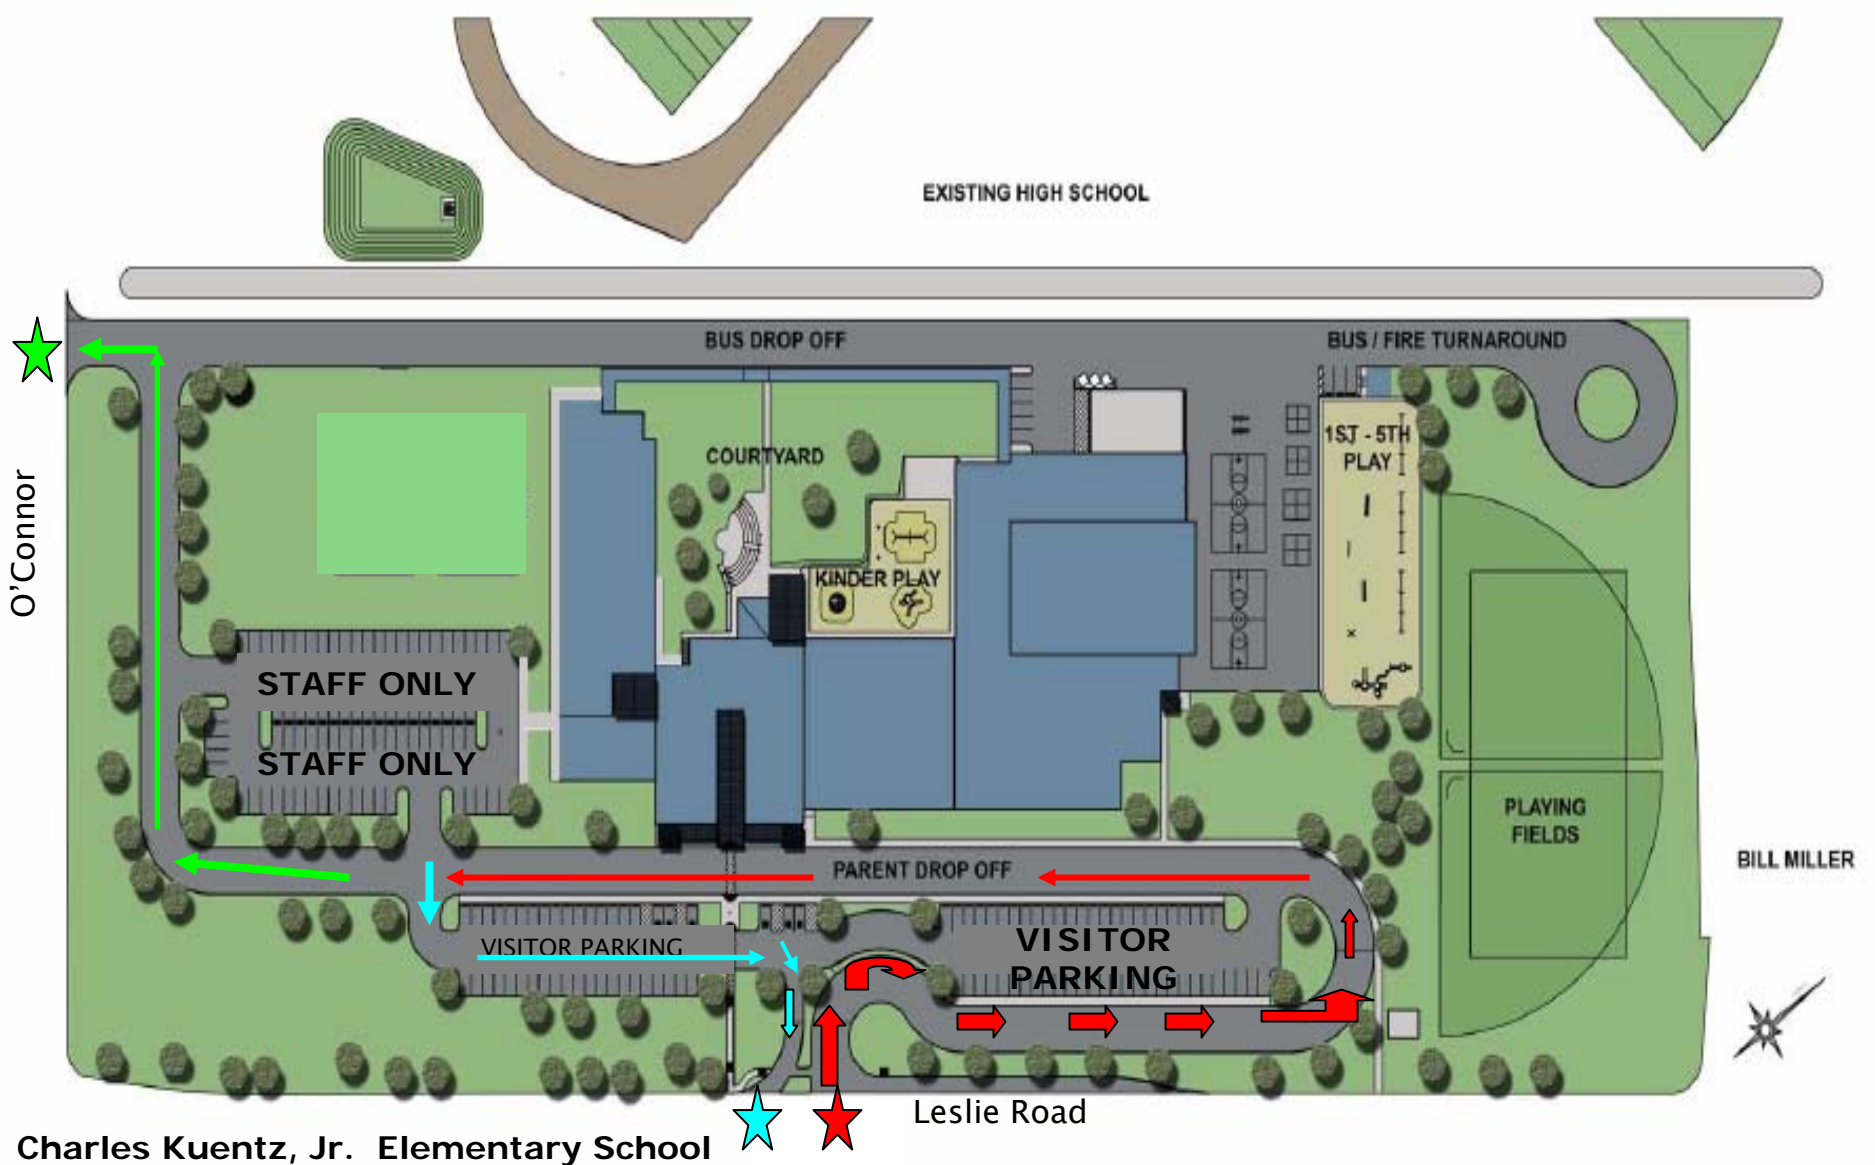 EXISTING HIGH SCHOOL
BUS DROP OFF
BUS / FIRE TURNAROUND
O'Connor
COURTYARD
1ST - 5TH
PLAY
KINDER PLAY
STAFF ONLY
STAFF ONLY
PLAYING
FIELDS
BILL MILLER
PARENT DROP OFF
VISITOR PARKING
VISITOR
PARKING
Leslie Road
Charles Kuentz, Jr. Elementary School